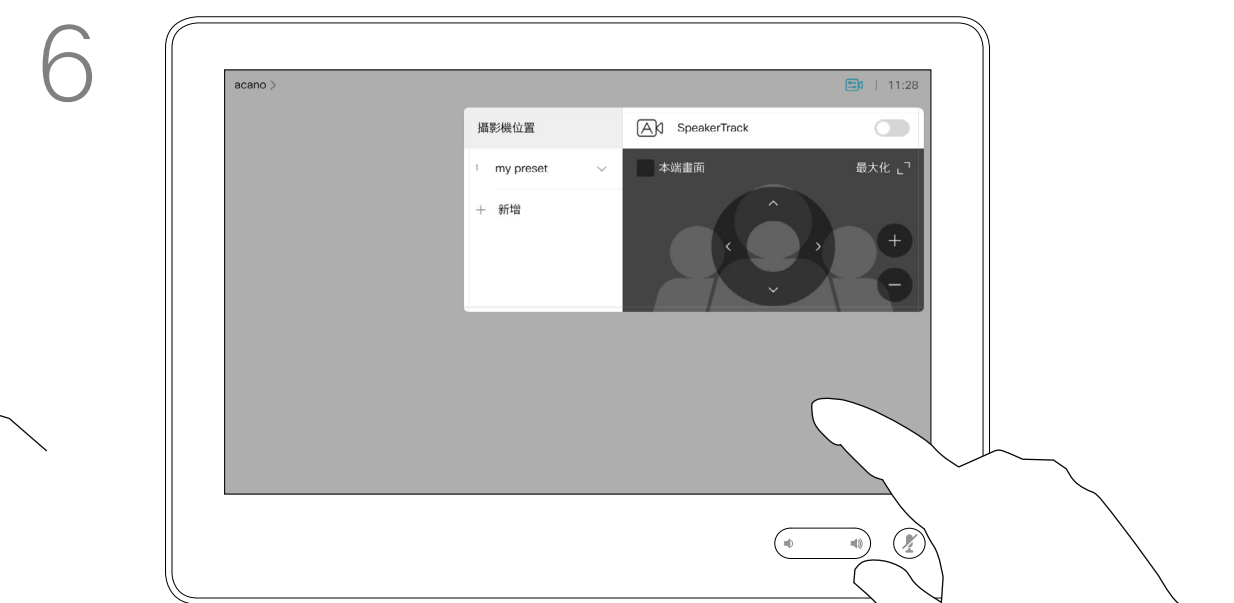 6
acano >
11:28
攝影機位置
A SpeakerTrack
1 my preset
本端畫面
最大化
+ 新增